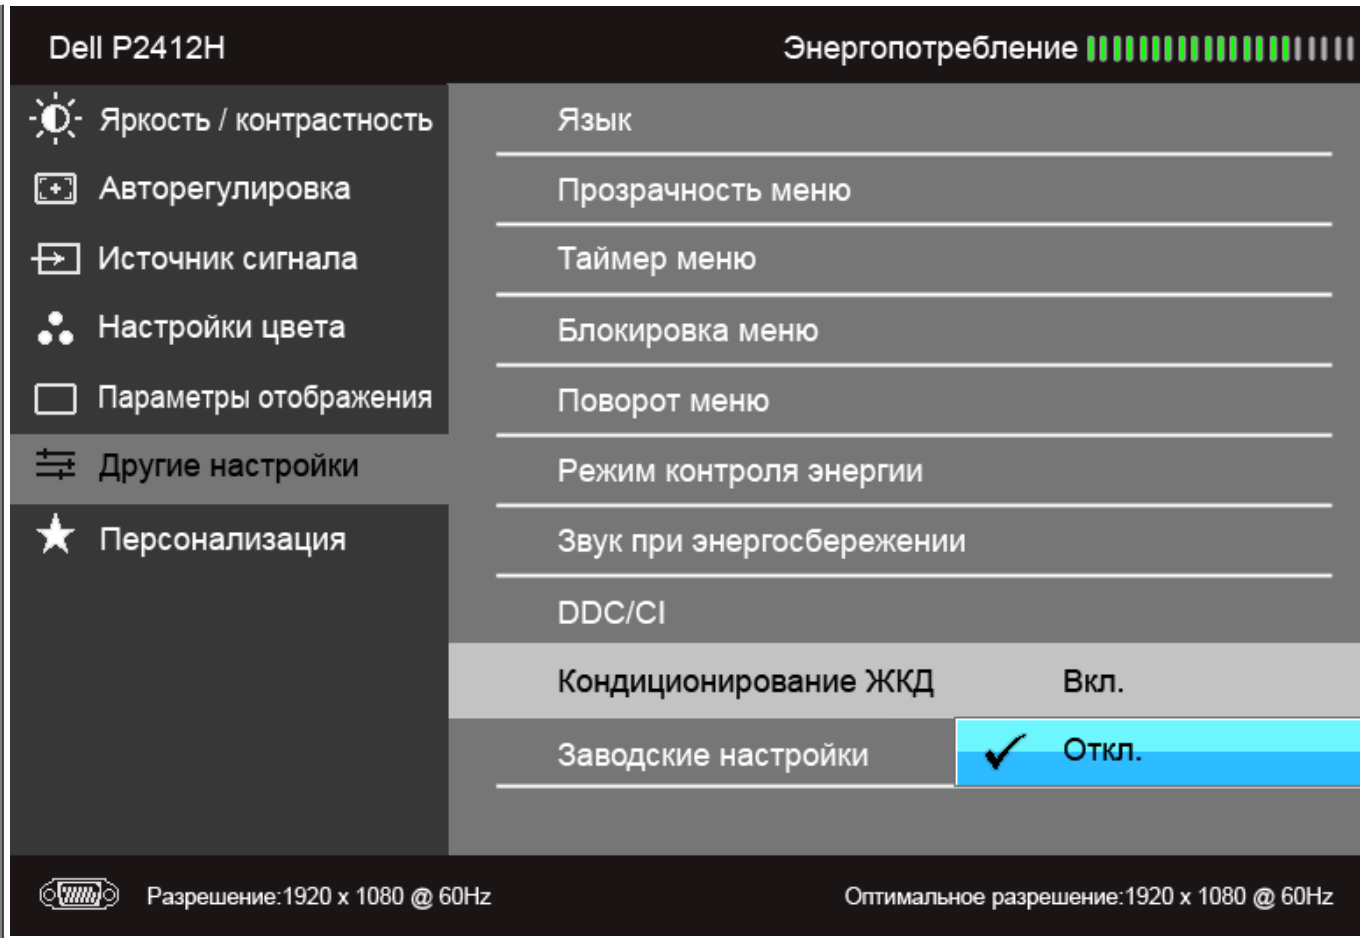 Dell P2412H
Энергопотребление
Яркость / контрастность
Авторегулировка
Источник сигнала
Настройки цвета
Параметры отображения
Другие настройки
Персонализация
Язык
Прозрачность меню
Таймер меню
Блокировка меню
Поворот меню
Режим контроля энергии
Звук при энергосбережении
DDC/CI
Кондиционирование ЖКД Вкл.
Заводские настройки Откл.
Разрешение:1920 x 1080 @ 60Hz
Оптимальное разрешение:1920 x 1080 @ 60Hz